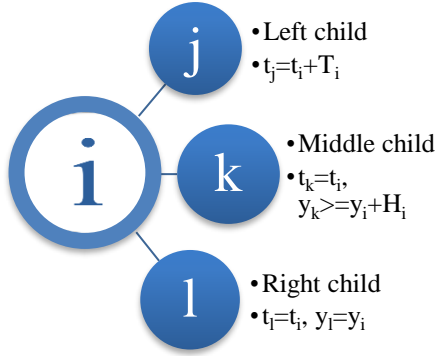 j
•Left child
•tⱼ=tᵢ+Tᵢ
i
k
•Middle child
•tₖ=tᵢ,
yₖ>=yᵢ+Hᵢ
l
•Right child
•tₗ=tᵢ, yₗ=yᵢ